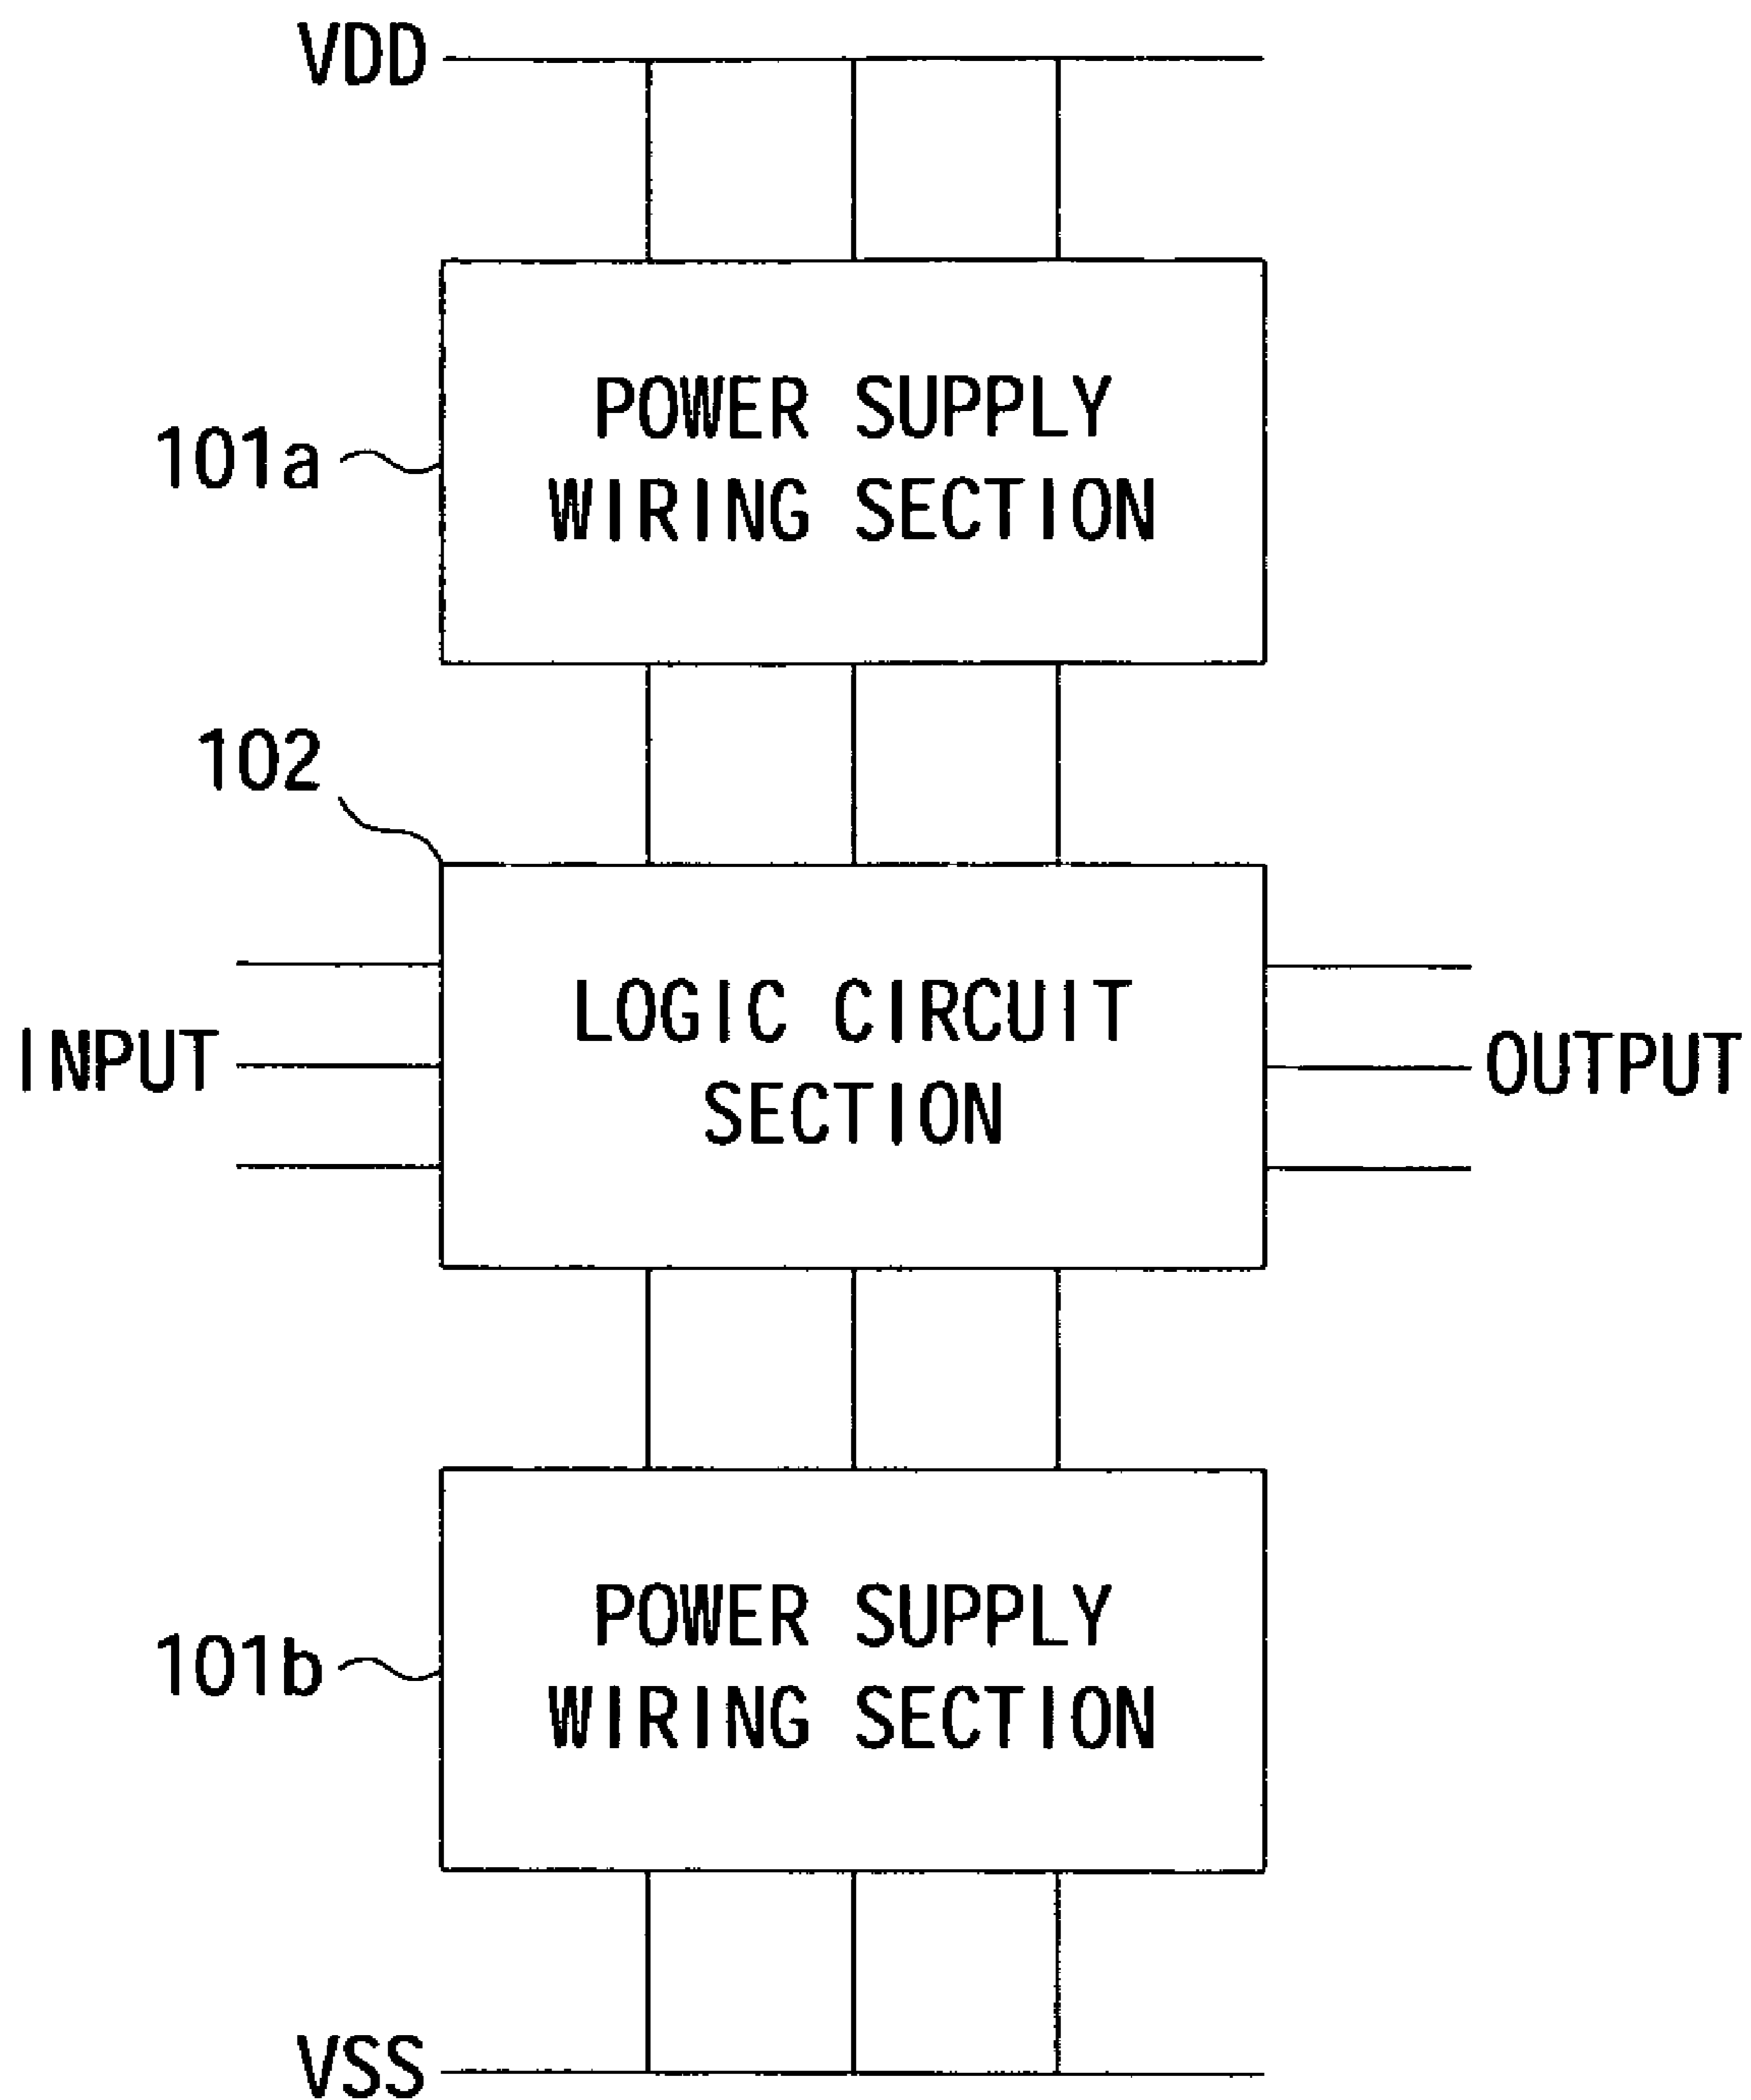 VDD
POWER SUPPLY
101a
WIRING SECTION
102
LOGIC CIRCUIT
INPUT
OUTPUT
SECTION
POWER SUPPLY
101b
WIRING SECTION
VSS